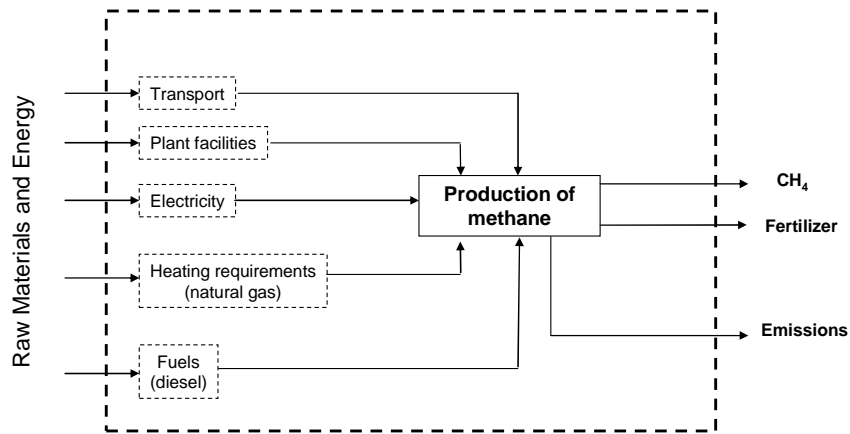 Raw Materials and Energy
Transport
Plant facilities
Electricity
Heating requirements
(natural gas)
Fuels
(diesel)
Production of
methane
CH₄
Fertilizer
Emissions